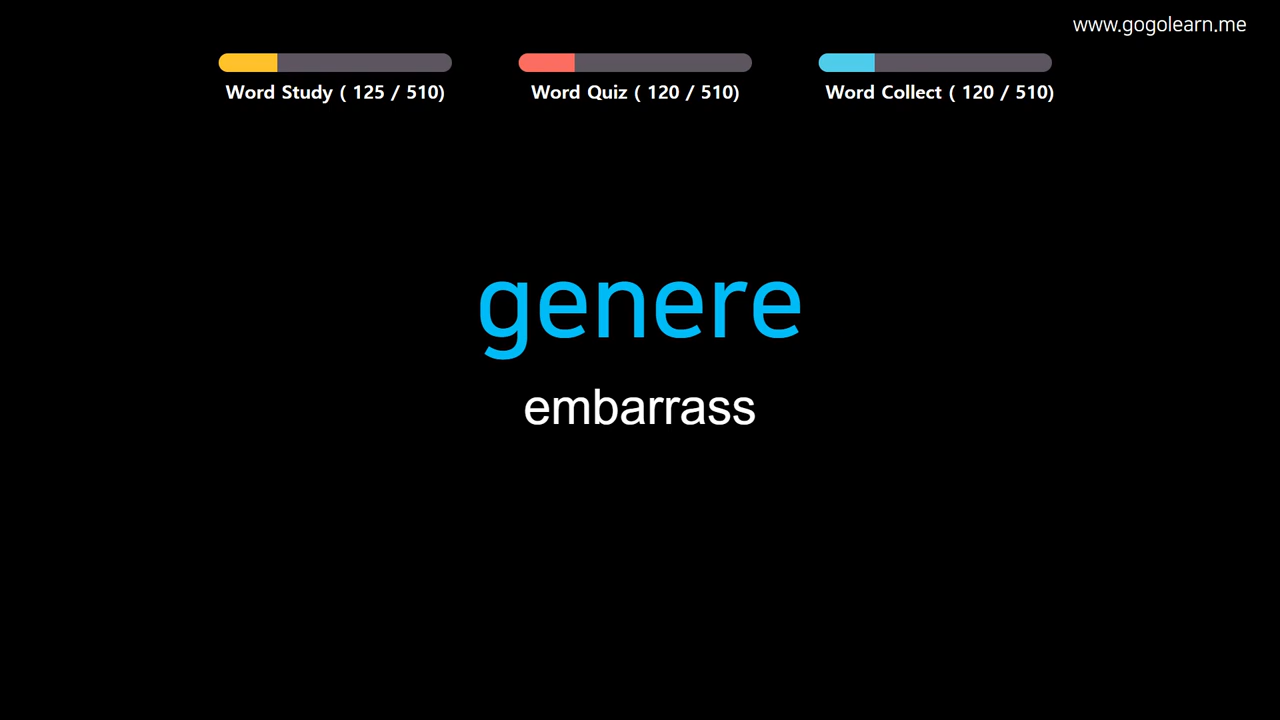 www.gogolearn.me
Word Study ( 125 / 510)
Word Quiz ( 120 / 510)
Word Collect ( 120 / 510)
genere
embarrass